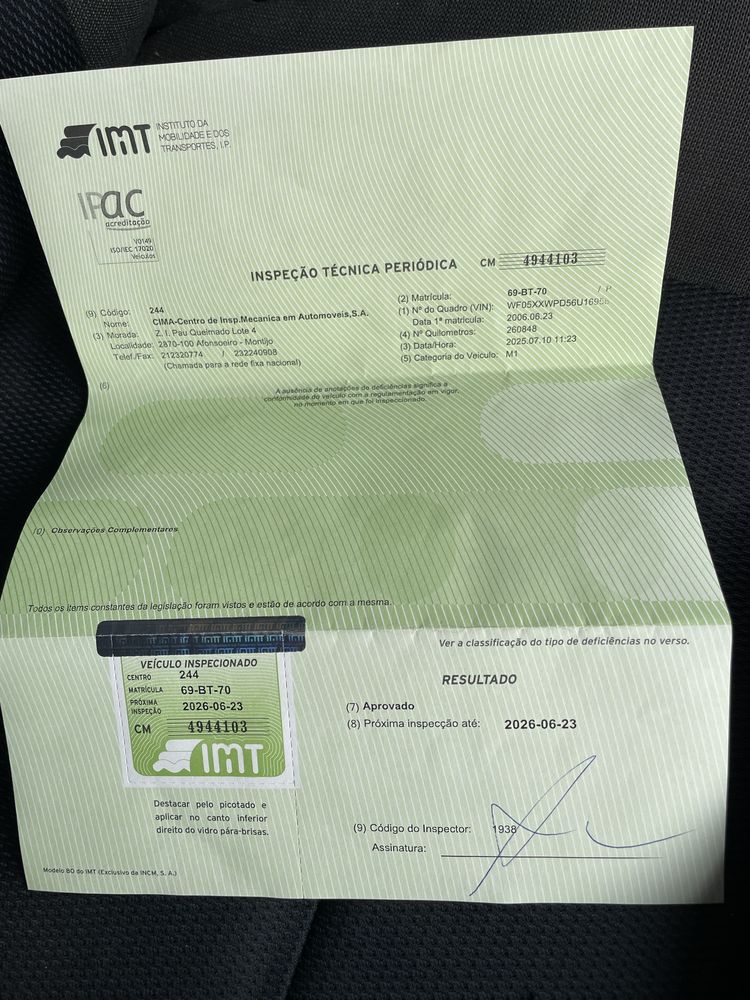 IMT INSTITUTO DA
MOBILIDADE E DOS
TRANSPORTES, I.P.
IPac
acreditação
V0149
ISO/IEC 17020
Veículos
INSPEÇÃO TÉCNICA PERIÓDICA CM 4944103
(9) Código: 244
Nome: CIMA-Centro de Insp.Mecanica em Automoveis,S.A.
(3) Morada: Z. I. Pau Queimado Lote 4
Localidade: 2870-100 Afonsoeiro - Montijo
Telef./Fax: 212320774 / 232240908
(Chamada para a rede fixa nacional)
(2) Matrícula: 69-BT-70 / P
(1) Nº do Quadro (VIN): WF05XXWPD56U1695
Data 1ª matrícula: 2006.06.23
(4) Nº Quilometros: 260848
(3) Data/Hora: 2025.07.10 11:23
(5) Categoria do Veículo: M1
(6)
A ausência de anotações de deficiências significa a
conformidade do veículo com a regulamentação em vigor,
no momento em que foi inspeccionado.
10) Observações Complementares
Todos os items constantes da legislação foram vistos e estão de acordo com a mesma.
VEÍCULO INSPECIONADO
CENTRO 244
MATRÍCULA 69-BT-70
PRÓXIMA
INSPEÇÃO 2026-06-23
CM 4944103
IMT
Destacar pelo picotado e
aplicar no canto inferior
direito do vidro pára-brisas.
Modelo BO do IMT (Exclusivo da INCM, S. A.)
Ver a classificação do tipo de deficiências no verso.
RESULTADO
(7) Aprovado
(8) Próxima inspecção até: 2026-06-23
(9) Código do Inspector: 1938
Assinatura: